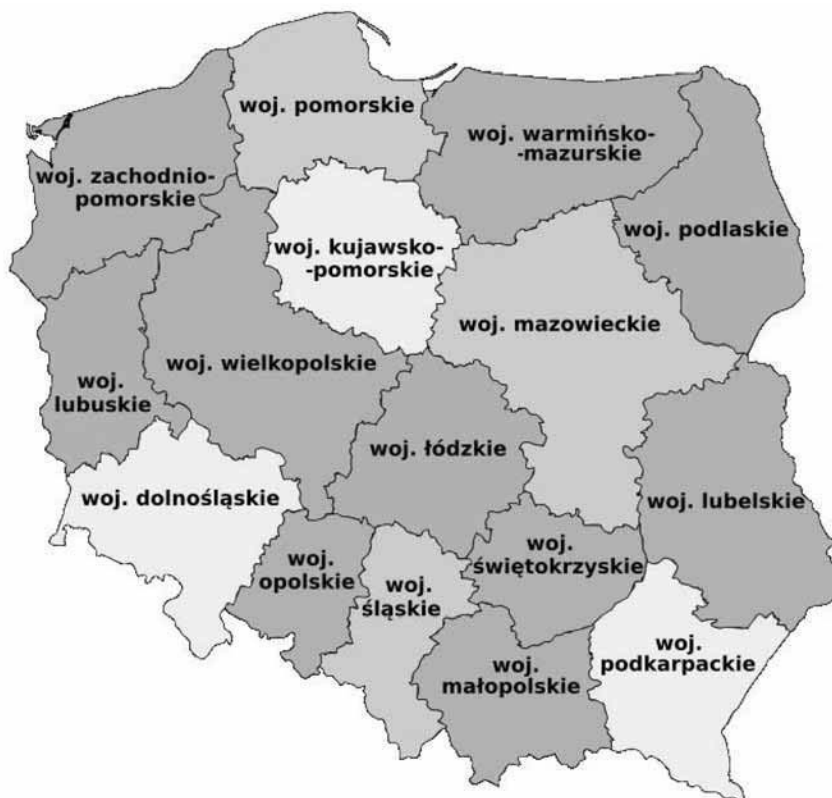 woj. pomorskie
woj. warmińsko-
-mazurskie
woj. zachodnio-
pomorskie
woj. podlaskie
woj. kujawsko-
-pomorskie
woj. mazowieckie
woj. wielkopolskie
woj.
lubuskie
woj. łódzkie
woj. dolnośląskie
woj. lubelskie
woj.
świętokrzyskie
woj.
opolskie
woj.
śląskie
woj.
podkarpackie
woj.
małopolskie